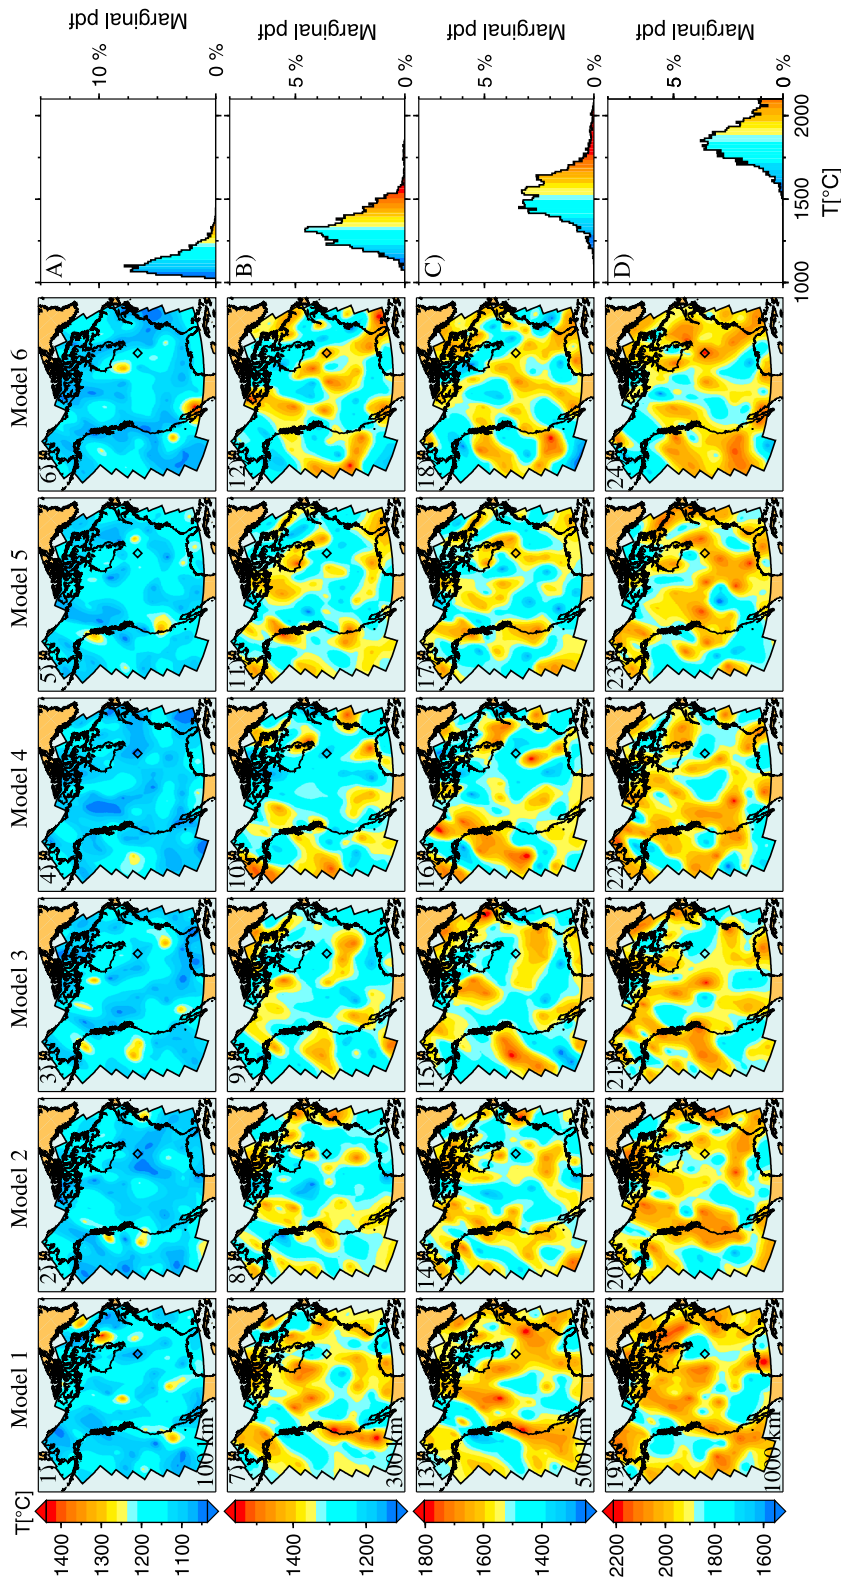 Model 1 Model 2 Model 3 Model 4 Model 5 Model 6
T[°C]
1400 1300 1200 1100
1) 2) 3) 4) 5) 6) A)
100 km
10 % 0 %
Marginal pdf
1400 1200
7) 8) 9) 10) 11) 12) B)
300 km
5 % 0 %
Marginal pdf
1800 1600 1400
13) 14) 15) 16) 17) 18) C)
500 km
5 % 0 %
Marginal pdf
2200 2000 1800 1600
19) 20) 21) 22) 23) 24) D)
1000 km
5 % 0 %
Marginal pdf
1000 1500 2000
T[°C]